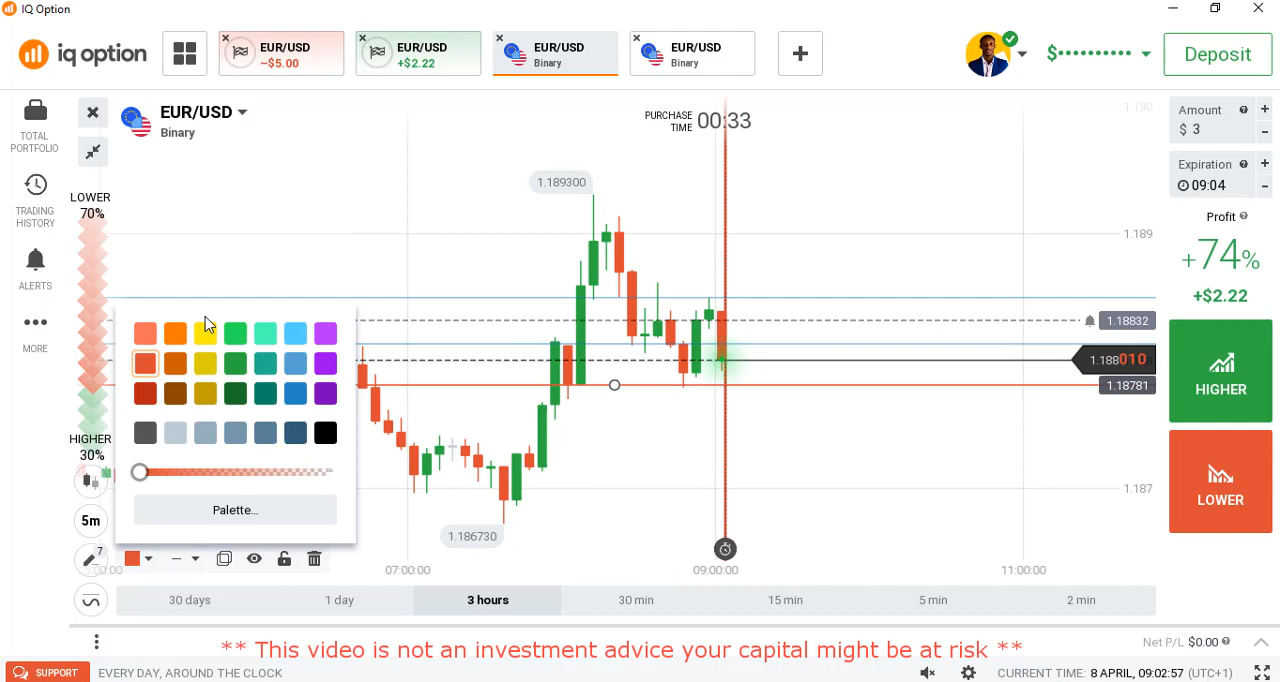 IQ Option
iq option
EUR/USD
−$5.00
EUR/USD
+$2.22
EUR/USD
Binary
EUR/USD
Binary
$
Deposit
TOTAL
PORTFOLIO
TRADING
HISTORY
ALERTS
MORE
EUR/USD
Binary
LOWER
70%
HIGHER
30%
5m
7
PURCHASE
TIME
00:33
1.189300
1.186730
1.190
1.189
1.18832
1.188010
1.18781
1.187
Palette...
07:00:00
09:00:00
11:00:00
30 days
1 day
3 hours
30 min
15 min
5 min
2 min
Amount
$ 3
Expiration
09:04
Profit
+74%
+$2.22
HIGHER
LOWER
** This video is not an investment advice your capital might be at risk **
Net P/L $0.00
SUPPORT
EVERY DAY, AROUND THE CLOCK
CURRENT TIME: 8 APRIL, 09:02:57 (UTC+1)